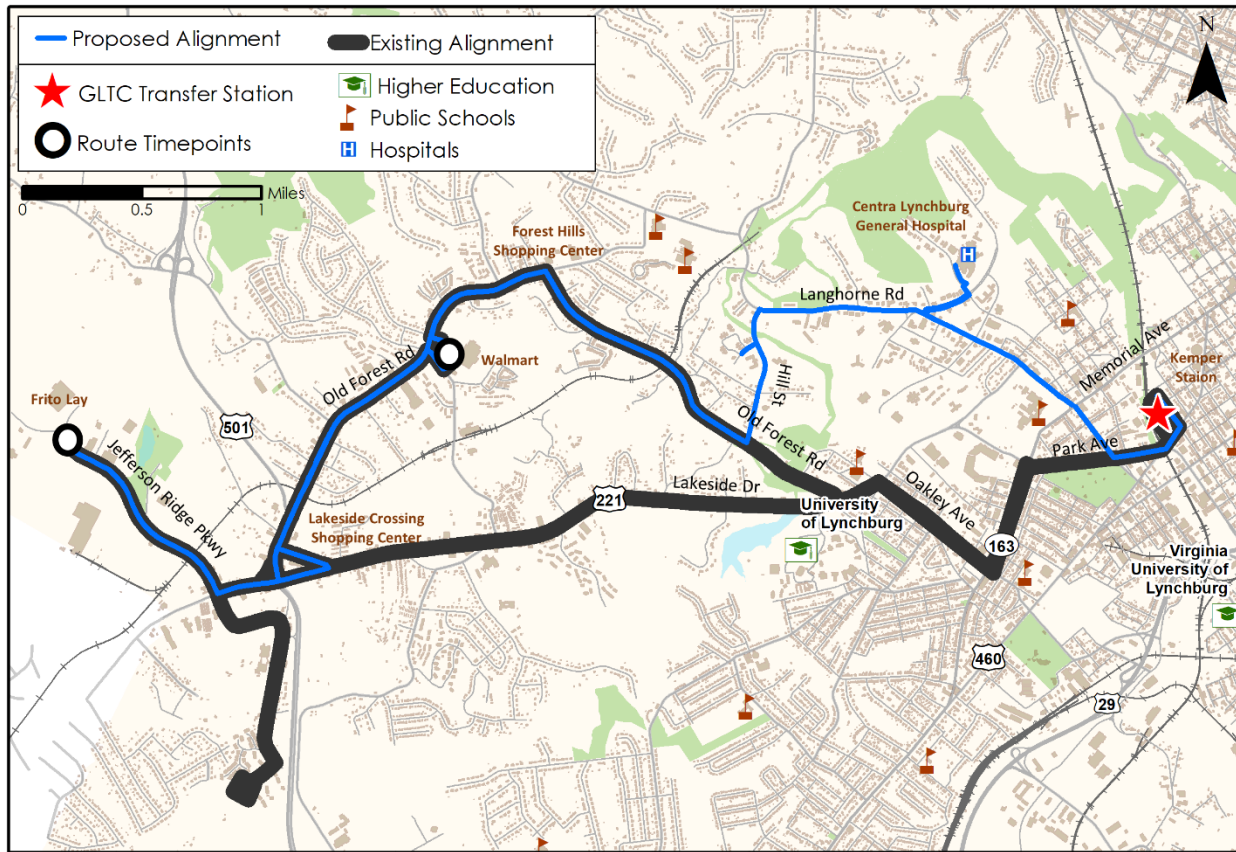 Proposed Alignment
Existing Alignment
GLTC Transfer Station
Higher Education
Public Schools
Route Timepoints
H Hospitals
0
0.5
1
Miles
N
Centra Lynchburg
General Hospital
H
Forest Hills
Shopping Center
Langhorne Rd
Memorial Ave
Kemper
Staion
Walmart
Old Forest Rd
Hill St
Frito Lay
501
Jefferson Ridge Pkwy
Old Forest Rd
Park Ave
Lakeside Dr
Oakley Ave
221
University
of Lynchburg
Lakeside Crossing
Shopping Center
163
Virginia
University of
Lynchburg
460
29